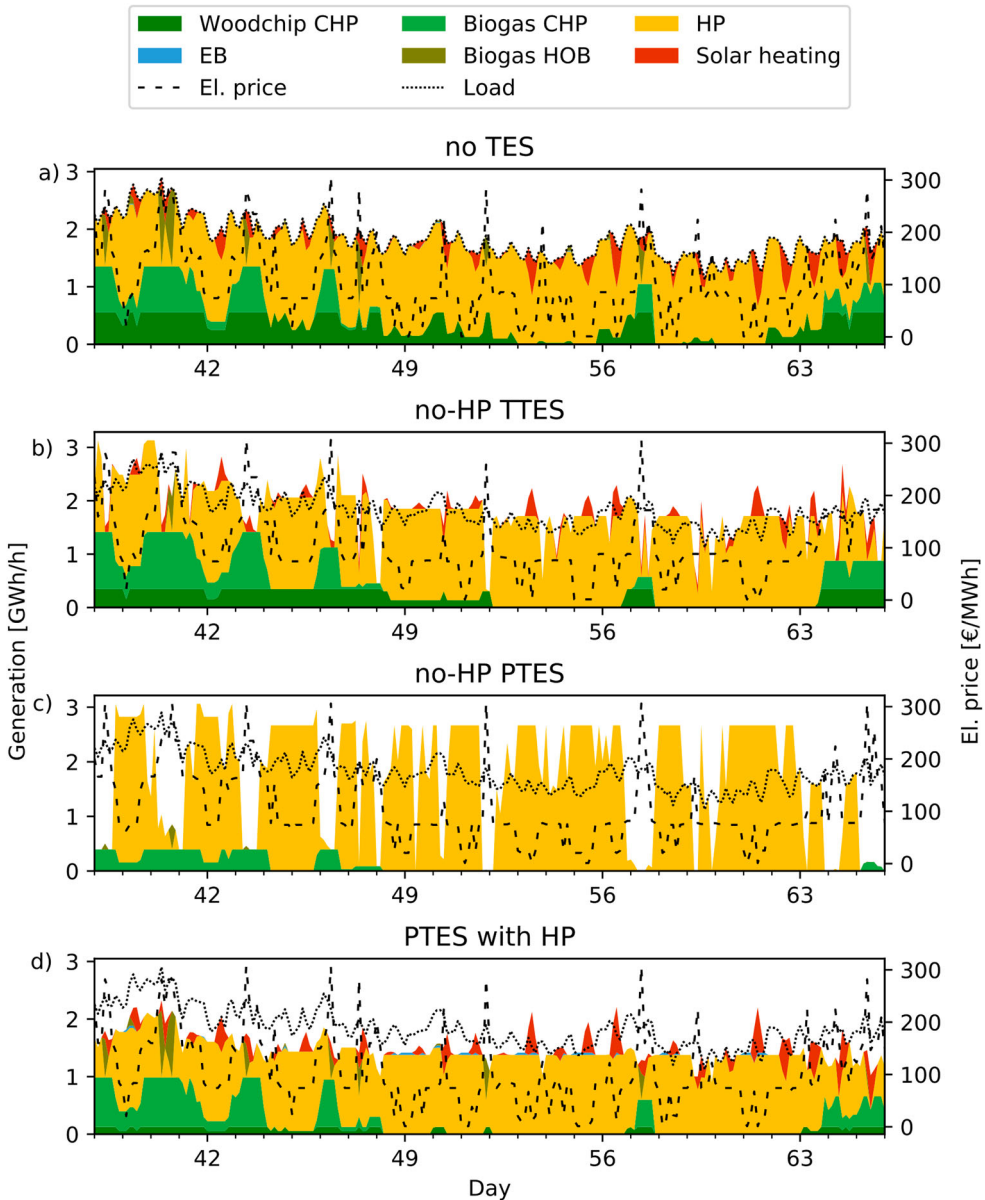 Woodchip CHP Biogas CHP HP
EB Biogas HOB Solar heating
El. price Load
no TES
a) 3 300
2 200
1 100
0 0
42 49 56 63
no-HP TTES
b) 3 300
2 200
1 100
0 0
42 49 56 63
Generation [GWh/h]
El. price [€/MWh]
no-HP PTES
c) 3 300
2 200
1 100
0 0
42 49 56 63
PTES with HP
d) 3 300
2 200
1 100
0 0
42 49 56 63
Day